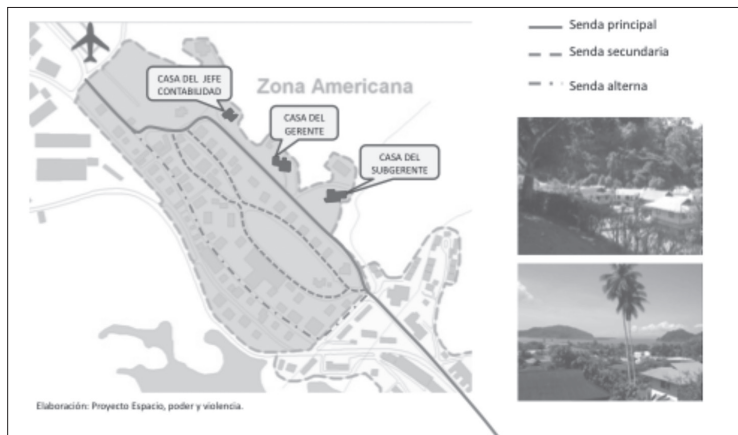 Senda principal
Senda secundaria
Senda alterna
CASA DEL JEFE
CONTABILIDAD
Zona Americana
CASA DEL
GERENTE
CASA DEL
SUBGERENTE
Elaboración: Proyecto Espacio, poder y violencia.